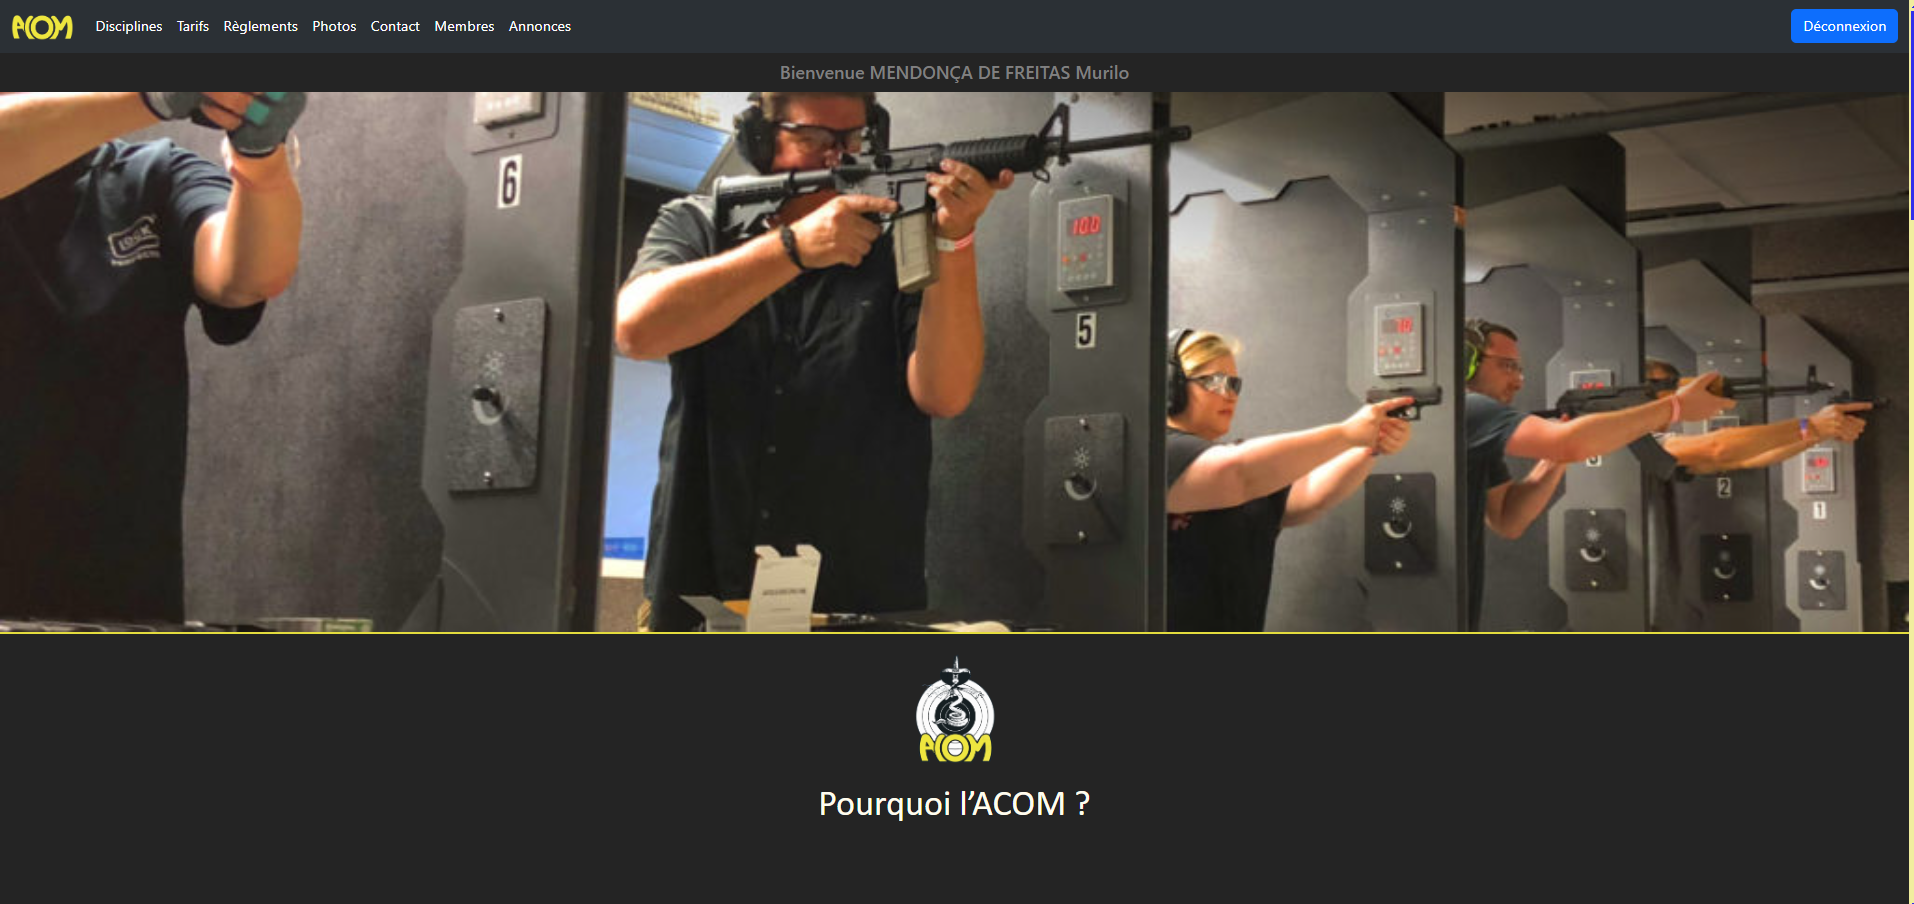 ACOM Disciplines Tarifs Règlements Photos Contact Membres Annonces Déconnexion
Bienvenue MENDONÇA DE FREITAS Murilo
6
100
5
3
2
1
ACOM
Pourquoi l’ACOM ?